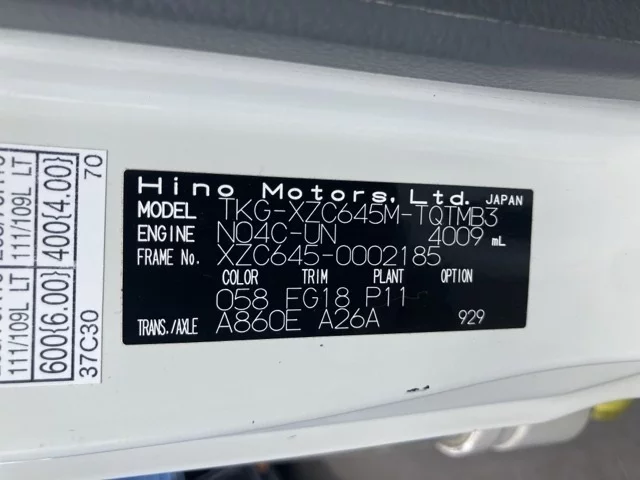 Hino Motors, Ltd. JAPAN
MODEL TKG-XZC645M-TQTMB3
ENGINE N04C-UN 4009 mL
FRAME No. XZC645-0002185
COLOR TRIM PLANT OPTION
058 FG18 P11
TRANS./AXLE A860E A26A 929
111/109L LT 111/109L LT
600{6.00} 400{4.00}
37C30 70